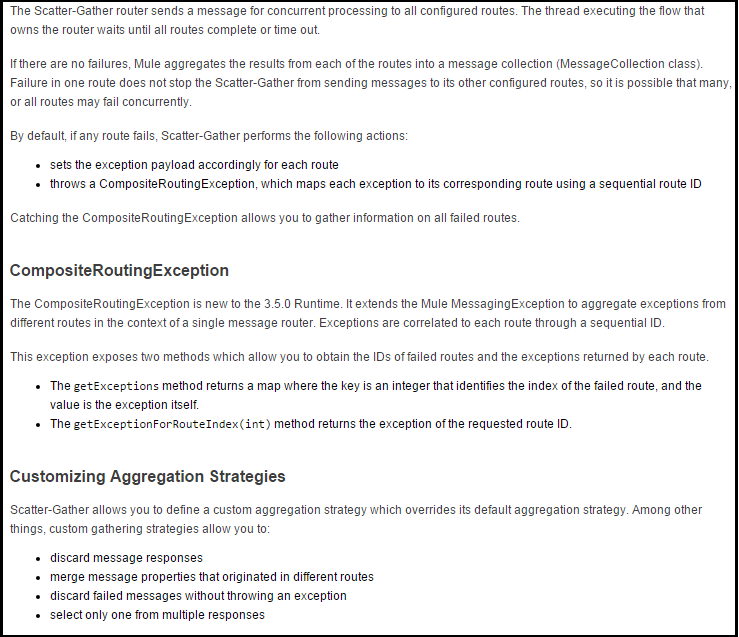 The Scatter-Gather router sends a message for concurrent processing to all configured routes. The thread executing the flow that
owns the router waits until all routes complete or time out.
If there are no failures, Mule aggregates the results from each of the routes into a message collection (MessageCollection class).
Failure in one route does not stop the Scatter-Gather from sending messages to its other configured routes, so it is possible that many,
or all routes may fail concurrently.
By default, if any route fails, Scatter-Gather performs the following actions:
• sets the exception payload accordingly for each route
• throws a CompositeRoutingException, which maps each exception to its corresponding route using a sequential route ID
Catching the CompositeRoutingException allows you to gather information on all failed routes.
CompositeRoutingException
The CompositeRoutingException is new to the 3.5.0 Runtime. It extends the Mule MessagingException to aggregate exceptions from
different routes in the context of a single message router. Exceptions are correlated to each route through a sequential ID.
This exception exposes two methods which allow you to obtain the IDs of failed routes and the exceptions returned by each route.
• The getExceptions method returns a map where the key is an integer that identifies the index of the failed route, and the
value is the exception itself.
• The getExceptionForRouteIndex(int) method returns the exception of the requested route ID.
Customizing Aggregation Strategies
Scatter-Gather allows you to define a custom aggregation strategy which overrides its default aggregation strategy. Among other
things, custom gathering strategies allow you to:
• discard message responses
• merge message properties that originated in different routes
• discard failed messages without throwing an exception
• select only one from multiple responses